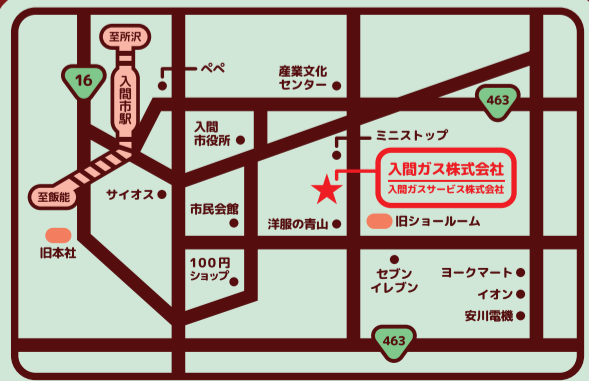 至所沢
16
ペペ
産業文化
センター
入間市駅
463
入間
市役所
ミニストップ
入間ガス株式会社
入間ガスサービス株式会社
至飯能
サイオス
市民会館
洋服の青山
旧ショールーム
旧本社
100円
ショップ
セブン
イレブン
ヨークマート
イオン
安川電機
463